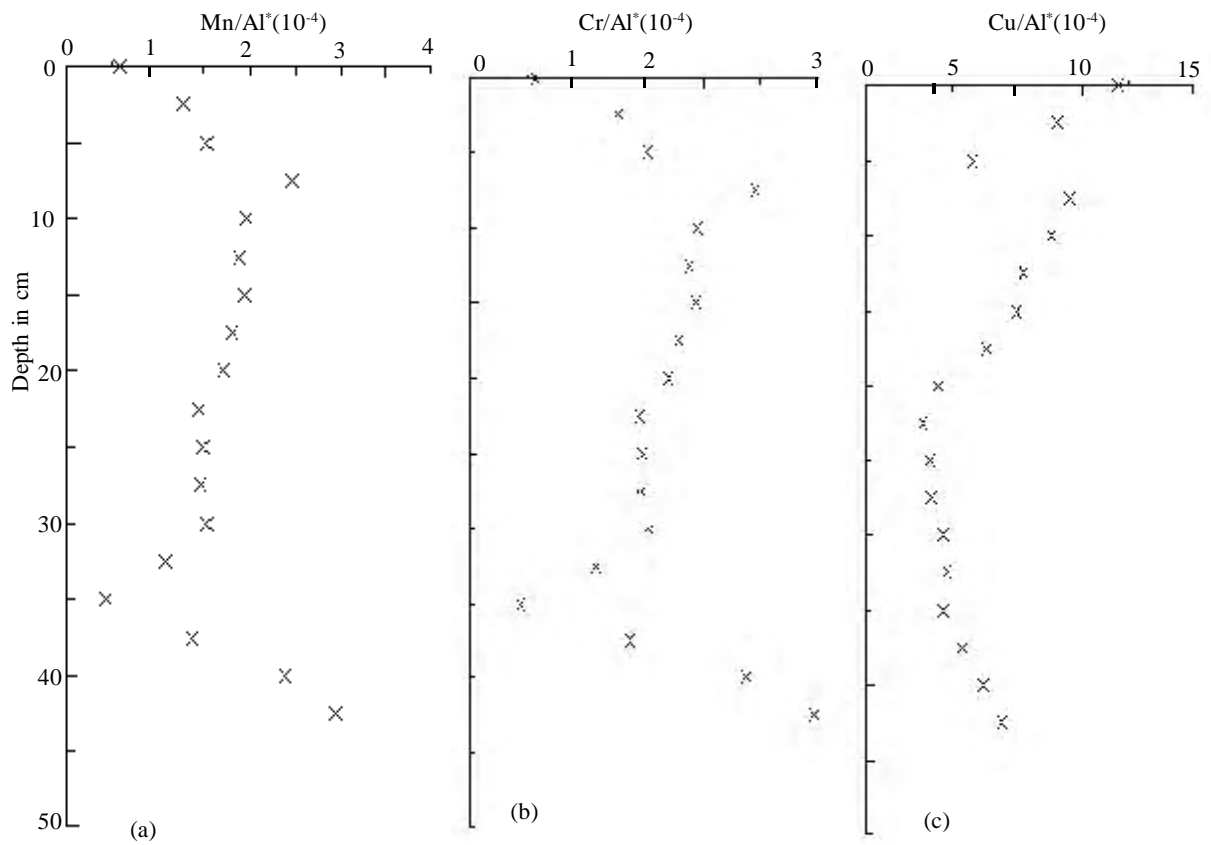 Mn/Al*(10-4)
0 1 2 3 4
Cr/Al*(10-4)
0 1 2 3
Cu/Al*(10-4)
0 5 10 15
Depth in cm
0
10
20
30
40
50
(a)
(b)
(c)